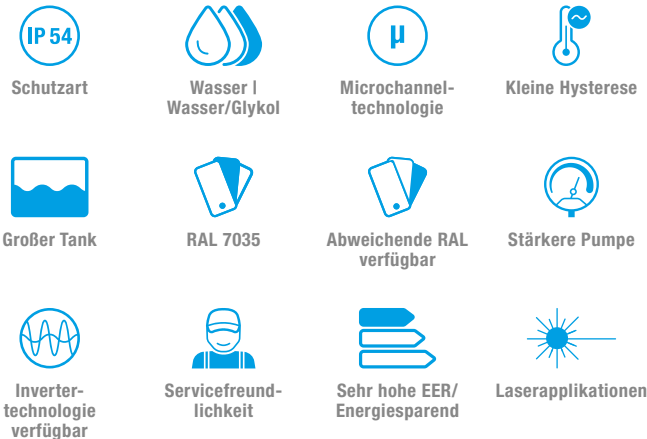 IP 54
Schutzart
Wasser |
Wasser/Glykol
µ
Microchannel-
technologie
Kleine Hysterese
Großer Tank
RAL 7035
Abweichende RAL
verfügbar
Stärkere Pumpe
Inverter-
technologie
verfügbar
Servicefreund-
lichkeit
Sehr hohe EER/
Energiesparend
Laserapplikationen